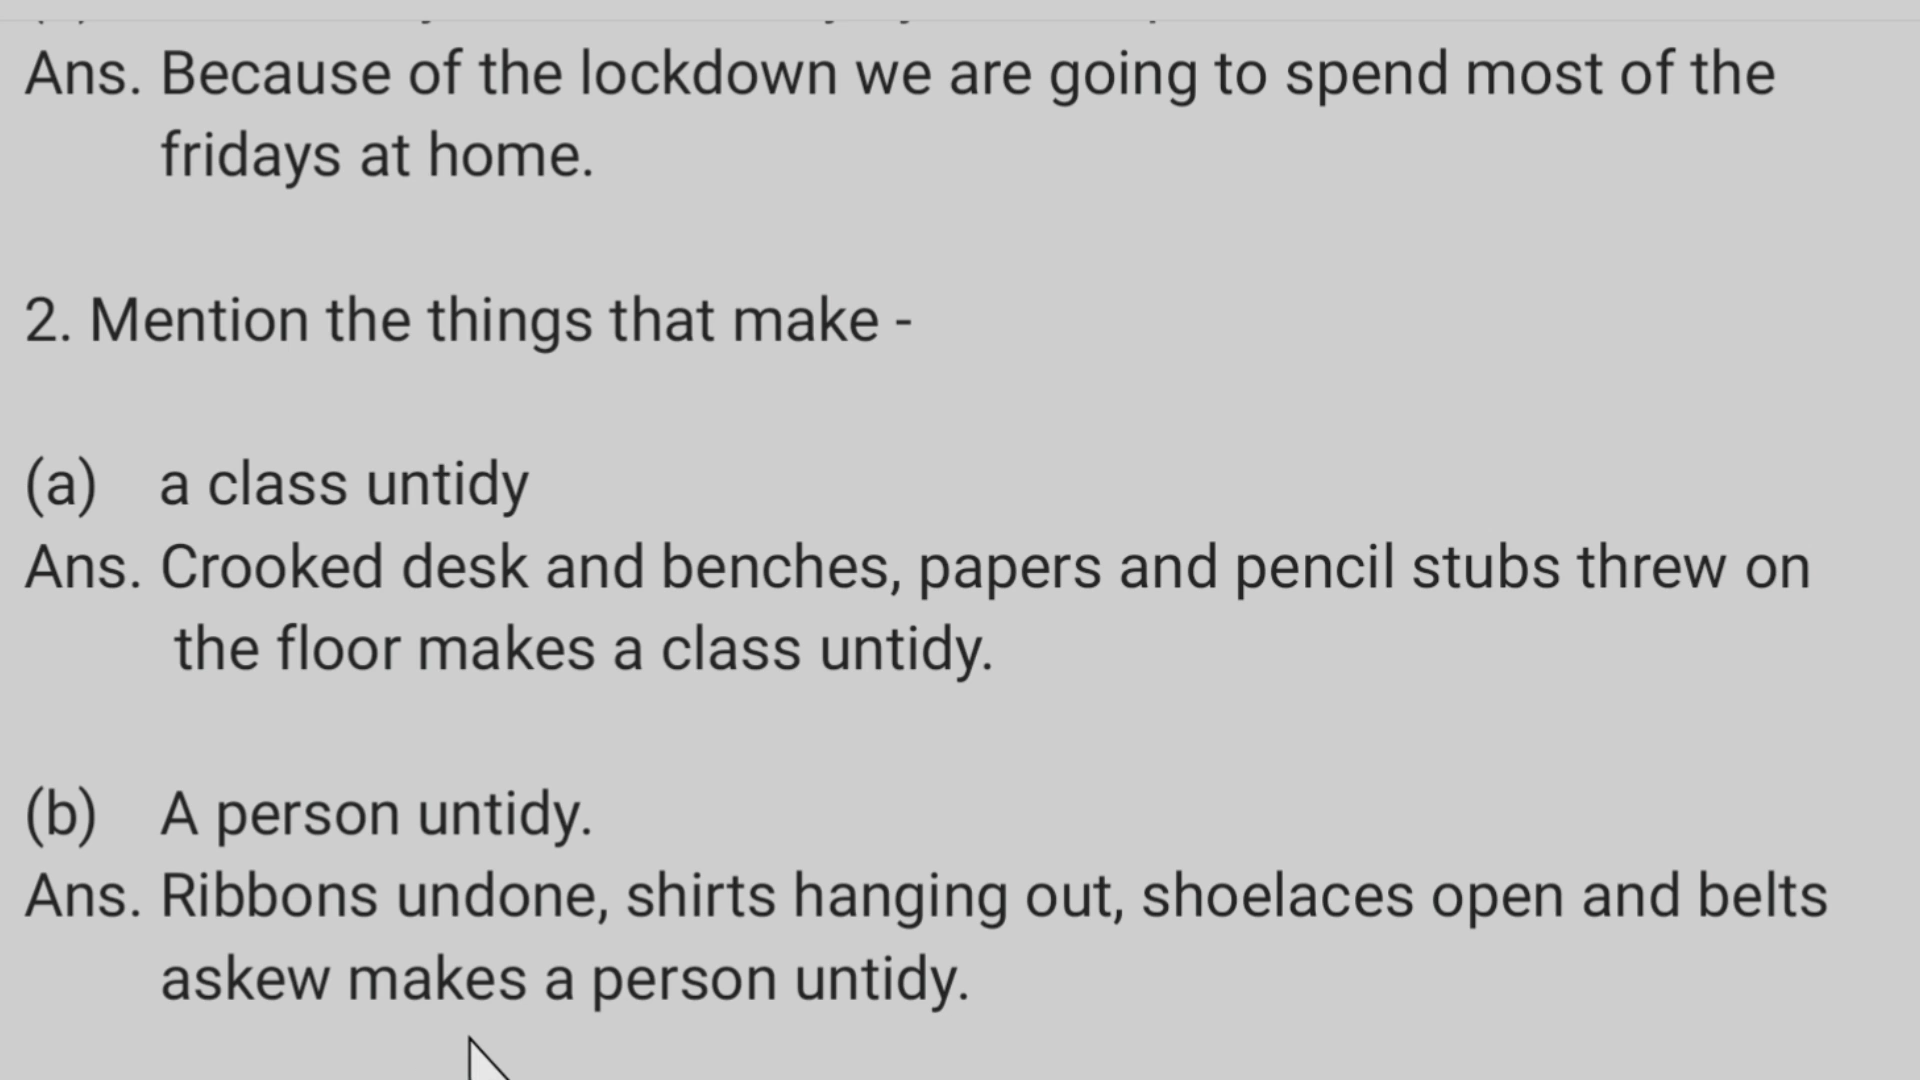 Ans. Because of the lockdown we are going to spend most of the
fridays at home.
2. Mention the things that make -
(a) a class untidy
Ans. Crooked desk and benches, papers and pencil stubs threw on
the floor makes a class untidy.
(b) A person untidy.
Ans. Ribbons undone, shirts hanging out, shoelaces open and belts
askew makes a person untidy.